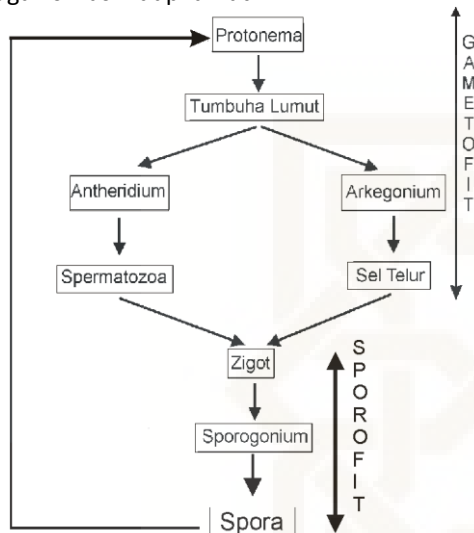 Protonema
Tumbuha Lumut
Antheridium
Arkegonium
Spermatozoa
Sel Telur
Zigot
Sporogonium
Spora
GAMETOFIT
SPOROFIT